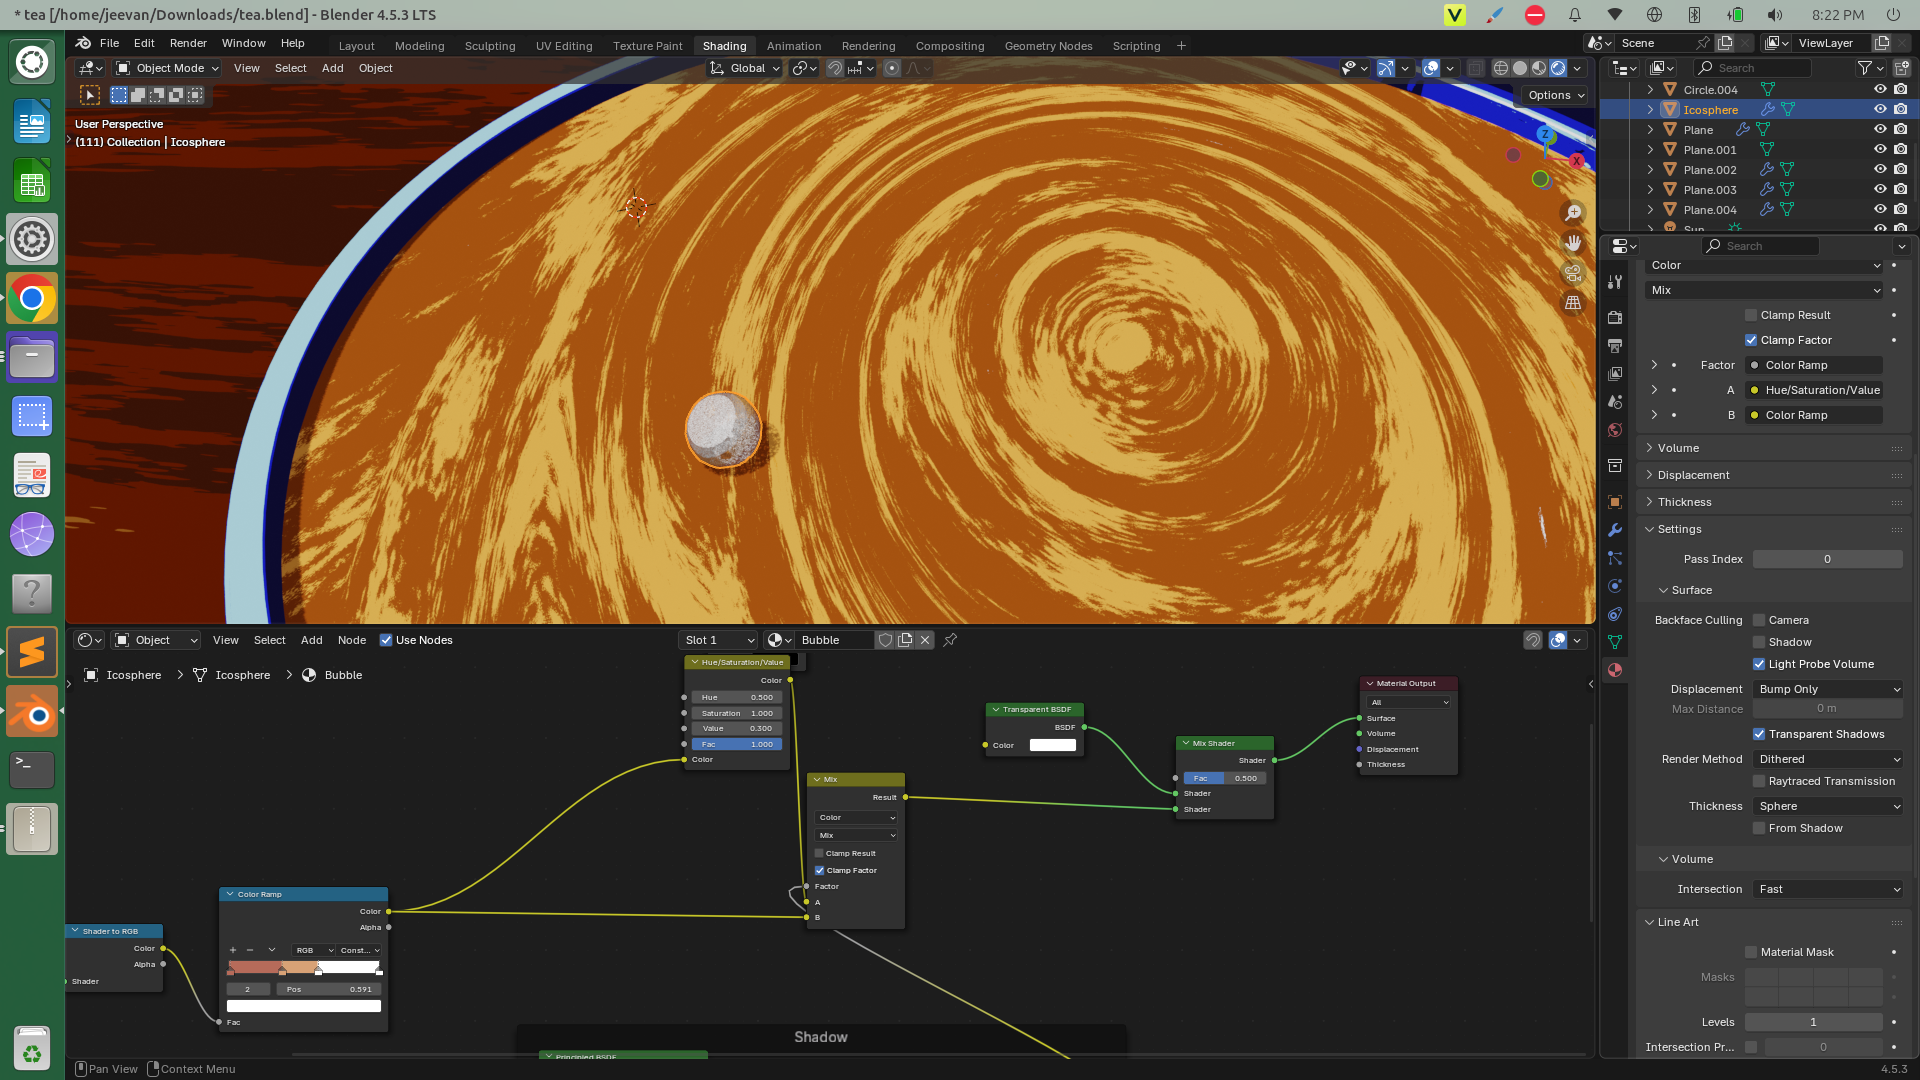 * tea [/home/jeevan/Downloads/tea.blend] - Blender 4.5.3 LTS
8:22 PM
File Edit Render Window Help
Layout Modeling Sculpting UV Editing Texture Paint Shading Animation Rendering Compositing Geometry Nodes Scripting +
Scene
ViewLayer
Object Mode View Select Add Object
Global
Search
Options
User Perspective
(111) Collection | Icosphere
Z
X
Circle.004
Icosphere
Plane
Plane.001
Plane.002
Plane.003
Plane.004
Search
Color
Mix
Clamp Result
Clamp Factor
Factor Color Ramp
A Hue/Saturation/Value
B Color Ramp
Volume
Displacement
Thickness
Settings
Pass Index 0
Surface
Backface Culling Camera
Shadow
Light Probe Volume
Displacement Bump Only
Max Distance 0 m
Transparent Shadows
Render Method Dithered
Raytraced Transmission
Thickness Sphere
From Shadow
Volume
Intersection Fast
Line Art
Material Mask
Masks
Levels 1
Intersection Pr... 0
Object View Select Add Node Use Nodes
Slot 1
Bubble
Icosphere > Icosphere > Bubble
Hue/Saturation/Value
Color
Hue 0.500
Saturation 1.000
Value 0.300
Fac 1.000
Color
Mix
Result
Color
Mix
Clamp Result
Clamp Factor
Factor
A
B
Transparent BSDF
BSDF
Color
Mix Shader
Shader
Fac 0.500
Shader
Shader
Material Output
All
Surface
Volume
Displacement
Thickness
Color Ramp
Color
Alpha
RGB Const...
2 Pos 0.591
Fac
Shader to RGB
Color
Alpha
Shader
Shadow
Principled BSDF
Pan View Context Menu
4.5.3